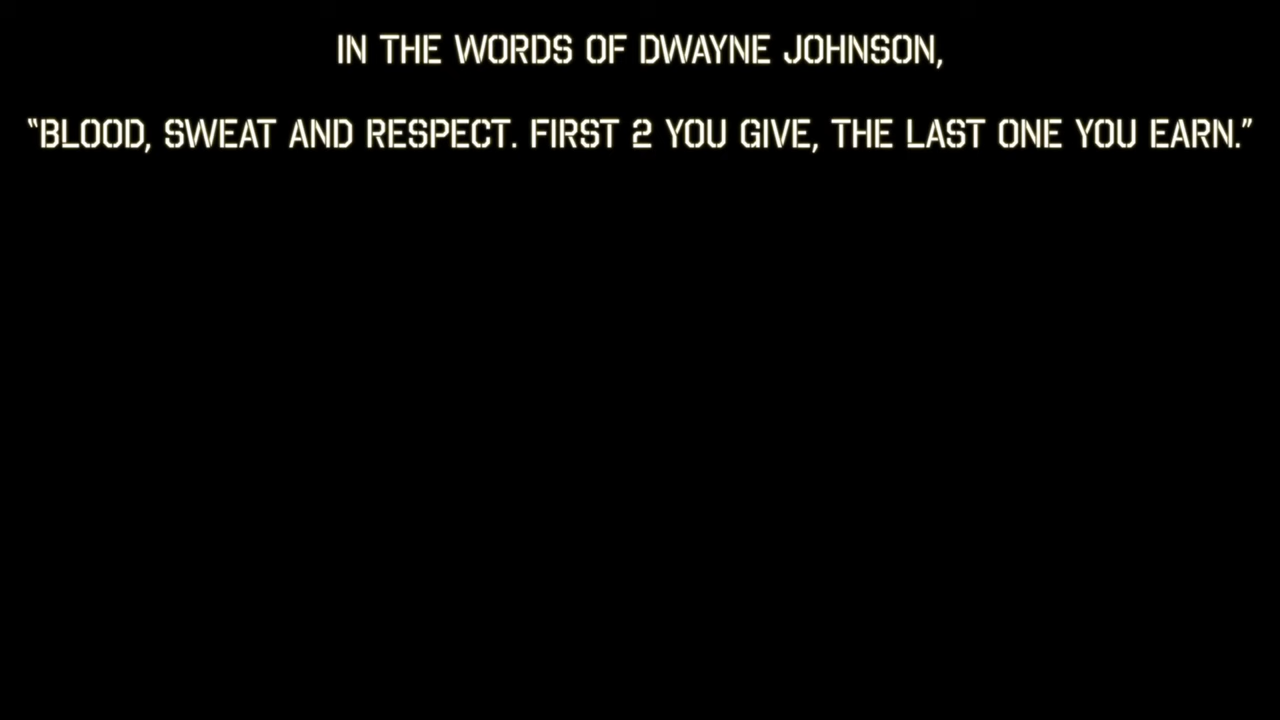 IN THE WORDS OF DWAYNE JOHNSON,
“BLOOD, SWEAT AND RESPECT. FIRST 2 YOU GIVE, THE LAST ONE YOU EARN.”